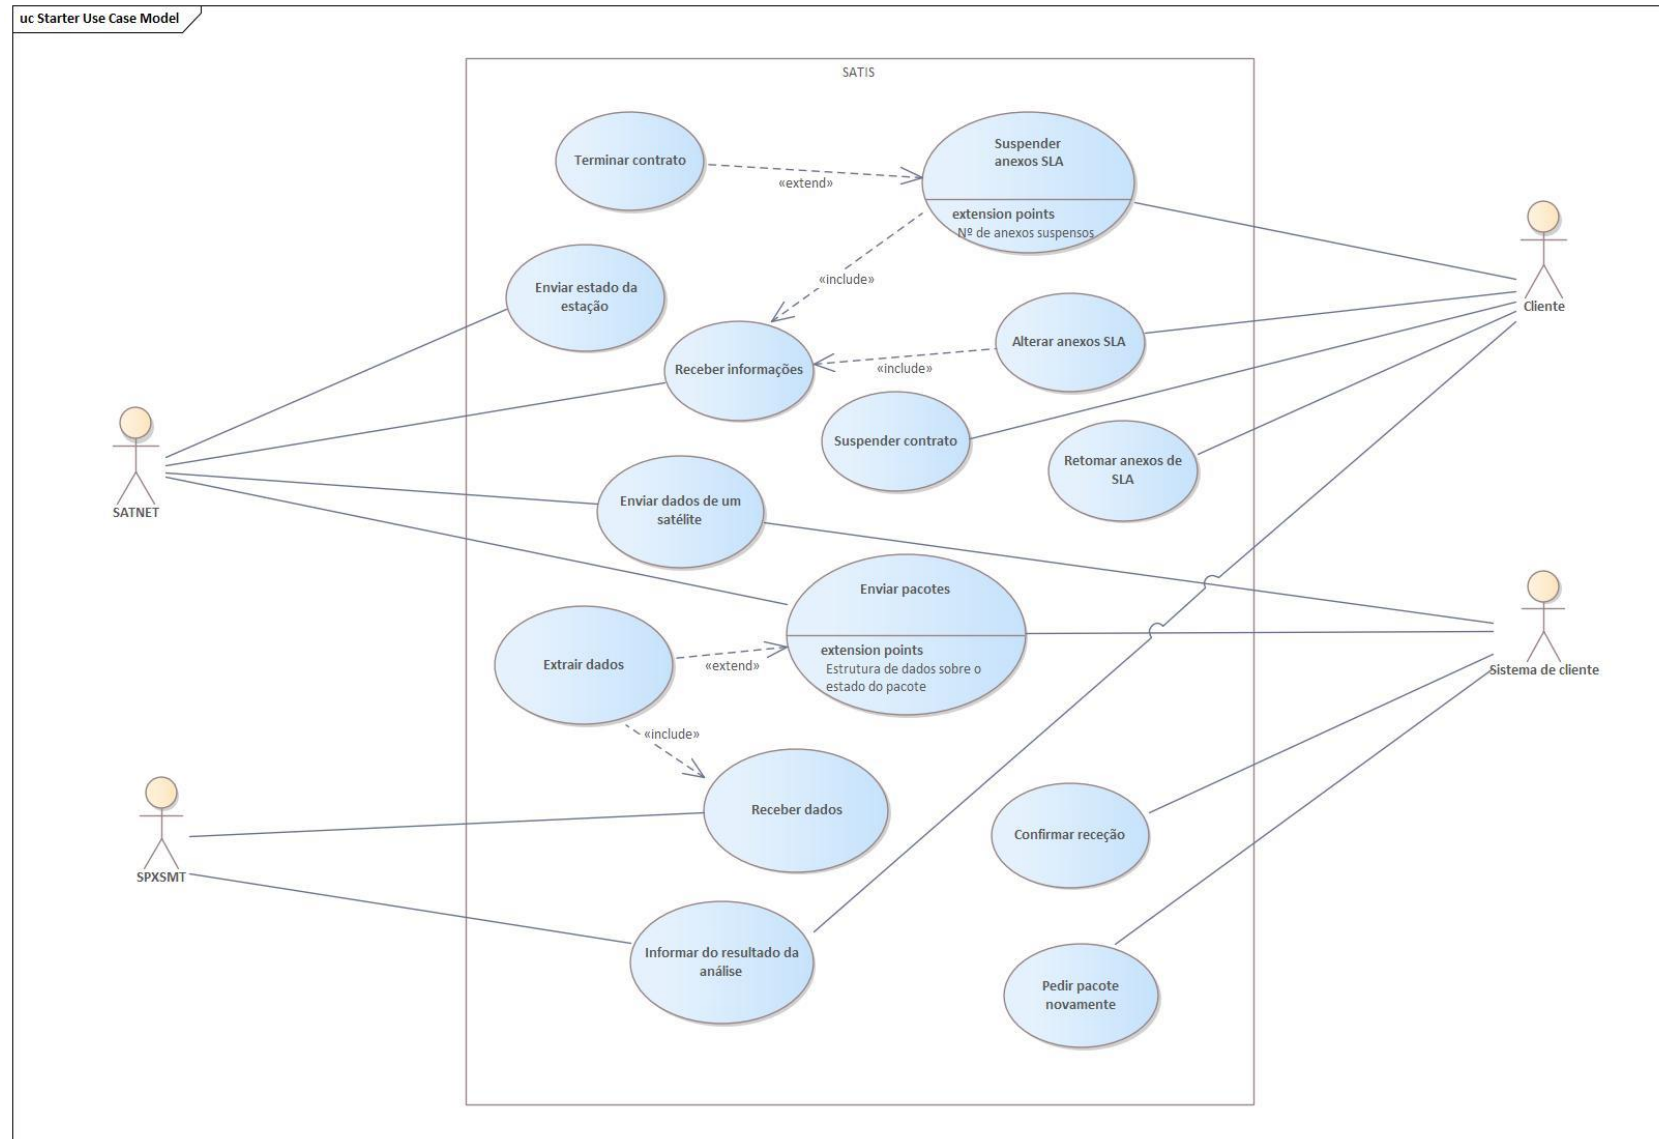 uc Starter Use Case Model
SATIS
Terminar contrato
«extend»
Suspender
anexos SLA
extension points
Nº de anexos suspensos
Enviar estado da
estação
«include»
Cliente
Receber informações
«include»
Alterar anexos SLA
Suspender contrato
Retomar anexos de
SLA
SATNET
Enviar dados de um
satélite
Enviar pacotes
extension points
Estrutura de dados sobre o
estado do pacote
Extrair dados
«extend»
Sistema de cliente
«include»
Receber dados
Confirmar receção
SPXSMT
Informar do resultado da
análise
Pedir pacote
novamente